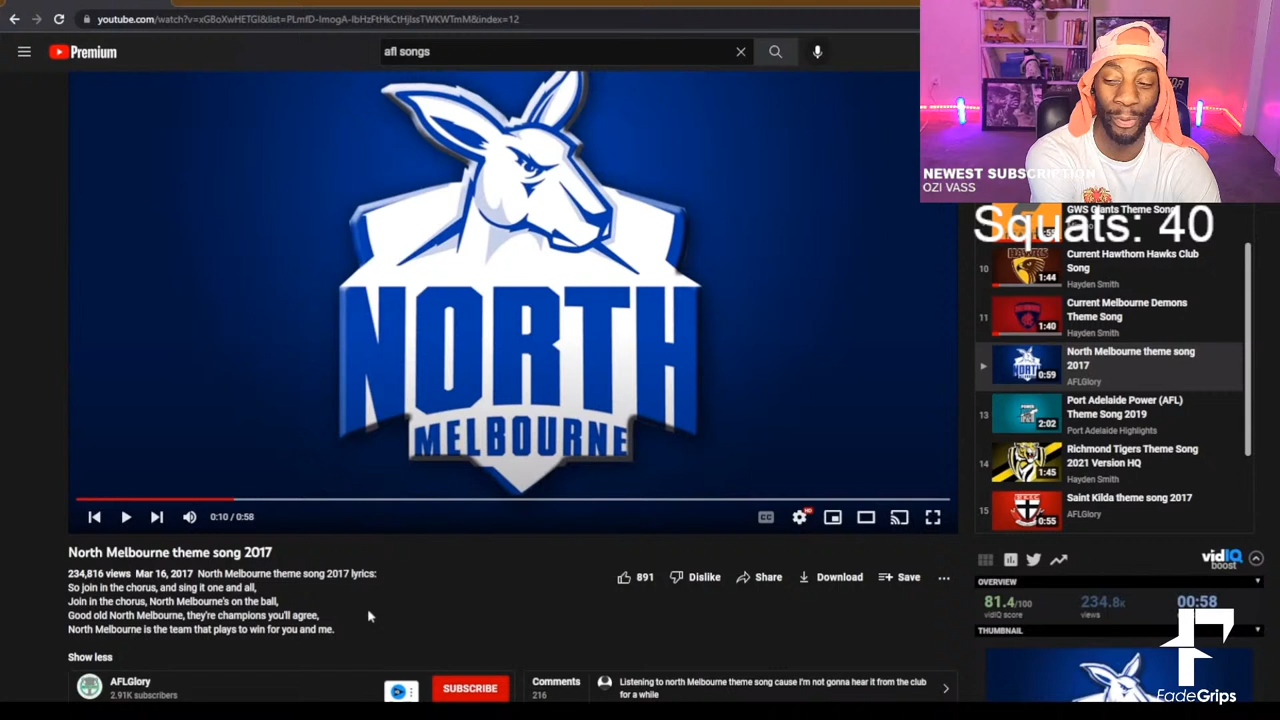 youtube.com/watch?v=xGBoXwHETGI&list=PLmfD-ImogA-IbHzFtHkCtHjlssTWKWTmM&index=12
Premium
afl songs
NEWEST SUBSCRIPTION
OZI VASS
Squats: 40
NORTH
MELBOURNE
0:10 / 0:58
CC
HD
North Melbourne theme song 2017
234,816 views Mar 16, 2017 North Melbourne theme song 2017 lyrics:
So join in the chorus, and sing it one and all,
Join in the chorus, North Melbourne's on the ball,
Good old North Melbourne, they're champions you'll agree,
North Melbourne is the team that plays to win for you and me.
Show less
891
Dislike
Share
Download
Save
AFLGlory
2.91K subscribers
SUBSCRIBE
Comments
216
Listening to north Melbourne theme song cause I'm not gonna hear it from the club
for a while
GWS Giants Theme Song
10
1:44
Current Hawthorn Hawks Club
Song
Hayden Smith
11
1:40
Current Melbourne Demons
Theme Song
Hayden Smith
0:59
North Melbourne theme song
2017
AFLGlory
13
2:02
Port Adelaide Power (AFL)
Theme Song 2019
Port Adelaide Highlights
14
1:45
Richmond Tigers Theme Song
2021 Version HQ
Hayden Smith
15
0:55
Saint Kilda theme song 2017
AFLGlory
vidIQ
boost
OVERVIEW
81.4/100
vidIQ score
234.8K
views
00:58
THUMBNAIL
EadeGrips